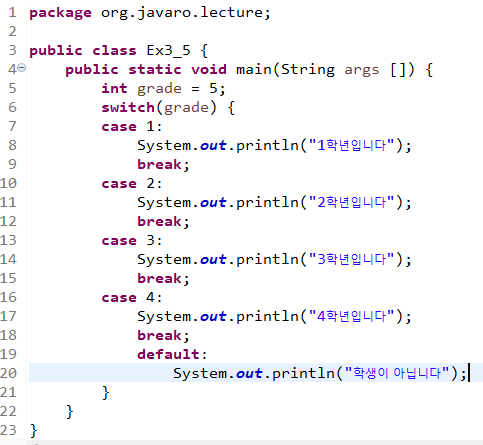 1 package org.javaro.lecture;
2
3 public class Ex3_5 {
4     public static void main(String args []) {
5         int grade = 5;
6         switch(grade) {
7         case 1:
8             System.out.println("1학년입니다");
9             break;
10         case 2:
11             System.out.println("2학년입니다");
12             break;
13         case 3:
14             System.out.println("3학년입니다");
15             break;
16         case 4:
17             System.out.println("4학년입니다");
18             break;
19             default:
20                 System.out.println("학생이 아닙니다");
21         }
22     }
23 }